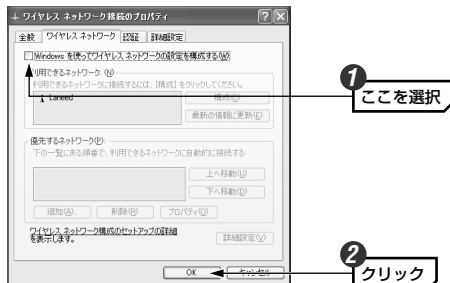 ワイヤレス ネットワーク接続のプロパティ
全般 ワイヤレス ネットワーク 認証 詳細設定
Windows を使ってワイヤレス ネットワークの設定を構成する(W)
利用できるネットワーク(N)
利用できるネットワークに接続するには、[構成]をクリックしてください。
Laneed
構成(C)
最新の情報に更新(E)
優先するネットワーク(P):
下の一覧にある順番で、利用できるネットワークに自動的に接続する:
上へ移動(U)
下へ移動(D)
追加(A)... 削除(R) プロパティ(O)
ワイヤレス ネットワーク構成のセットアップの詳細
を表示します。
詳細設定(V)
OK キャンセル
1
ここを選択
2
クリック